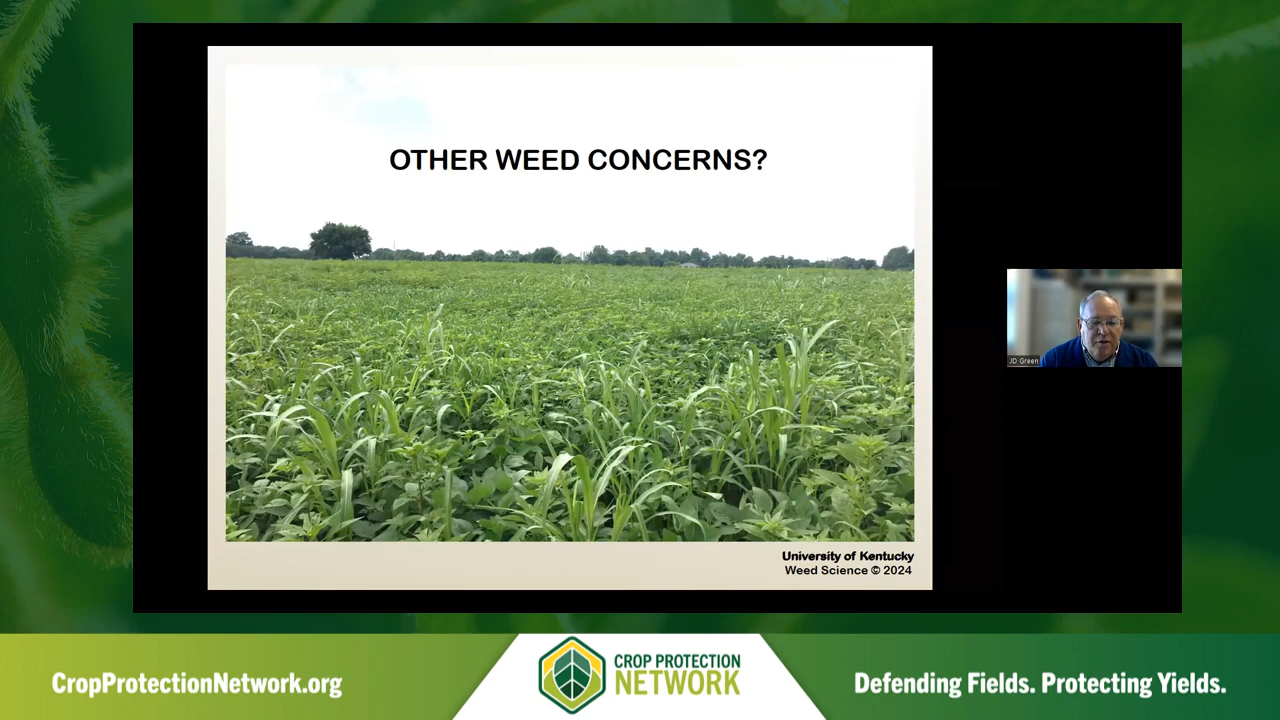 OTHER WEED CONCERNS?
JD Green
University of Kentucky
Weed Science © 2024
CropProtectionNetwork.org
CROP PROTECTION
NETWORK
Defending Fields. Protecting Yields.